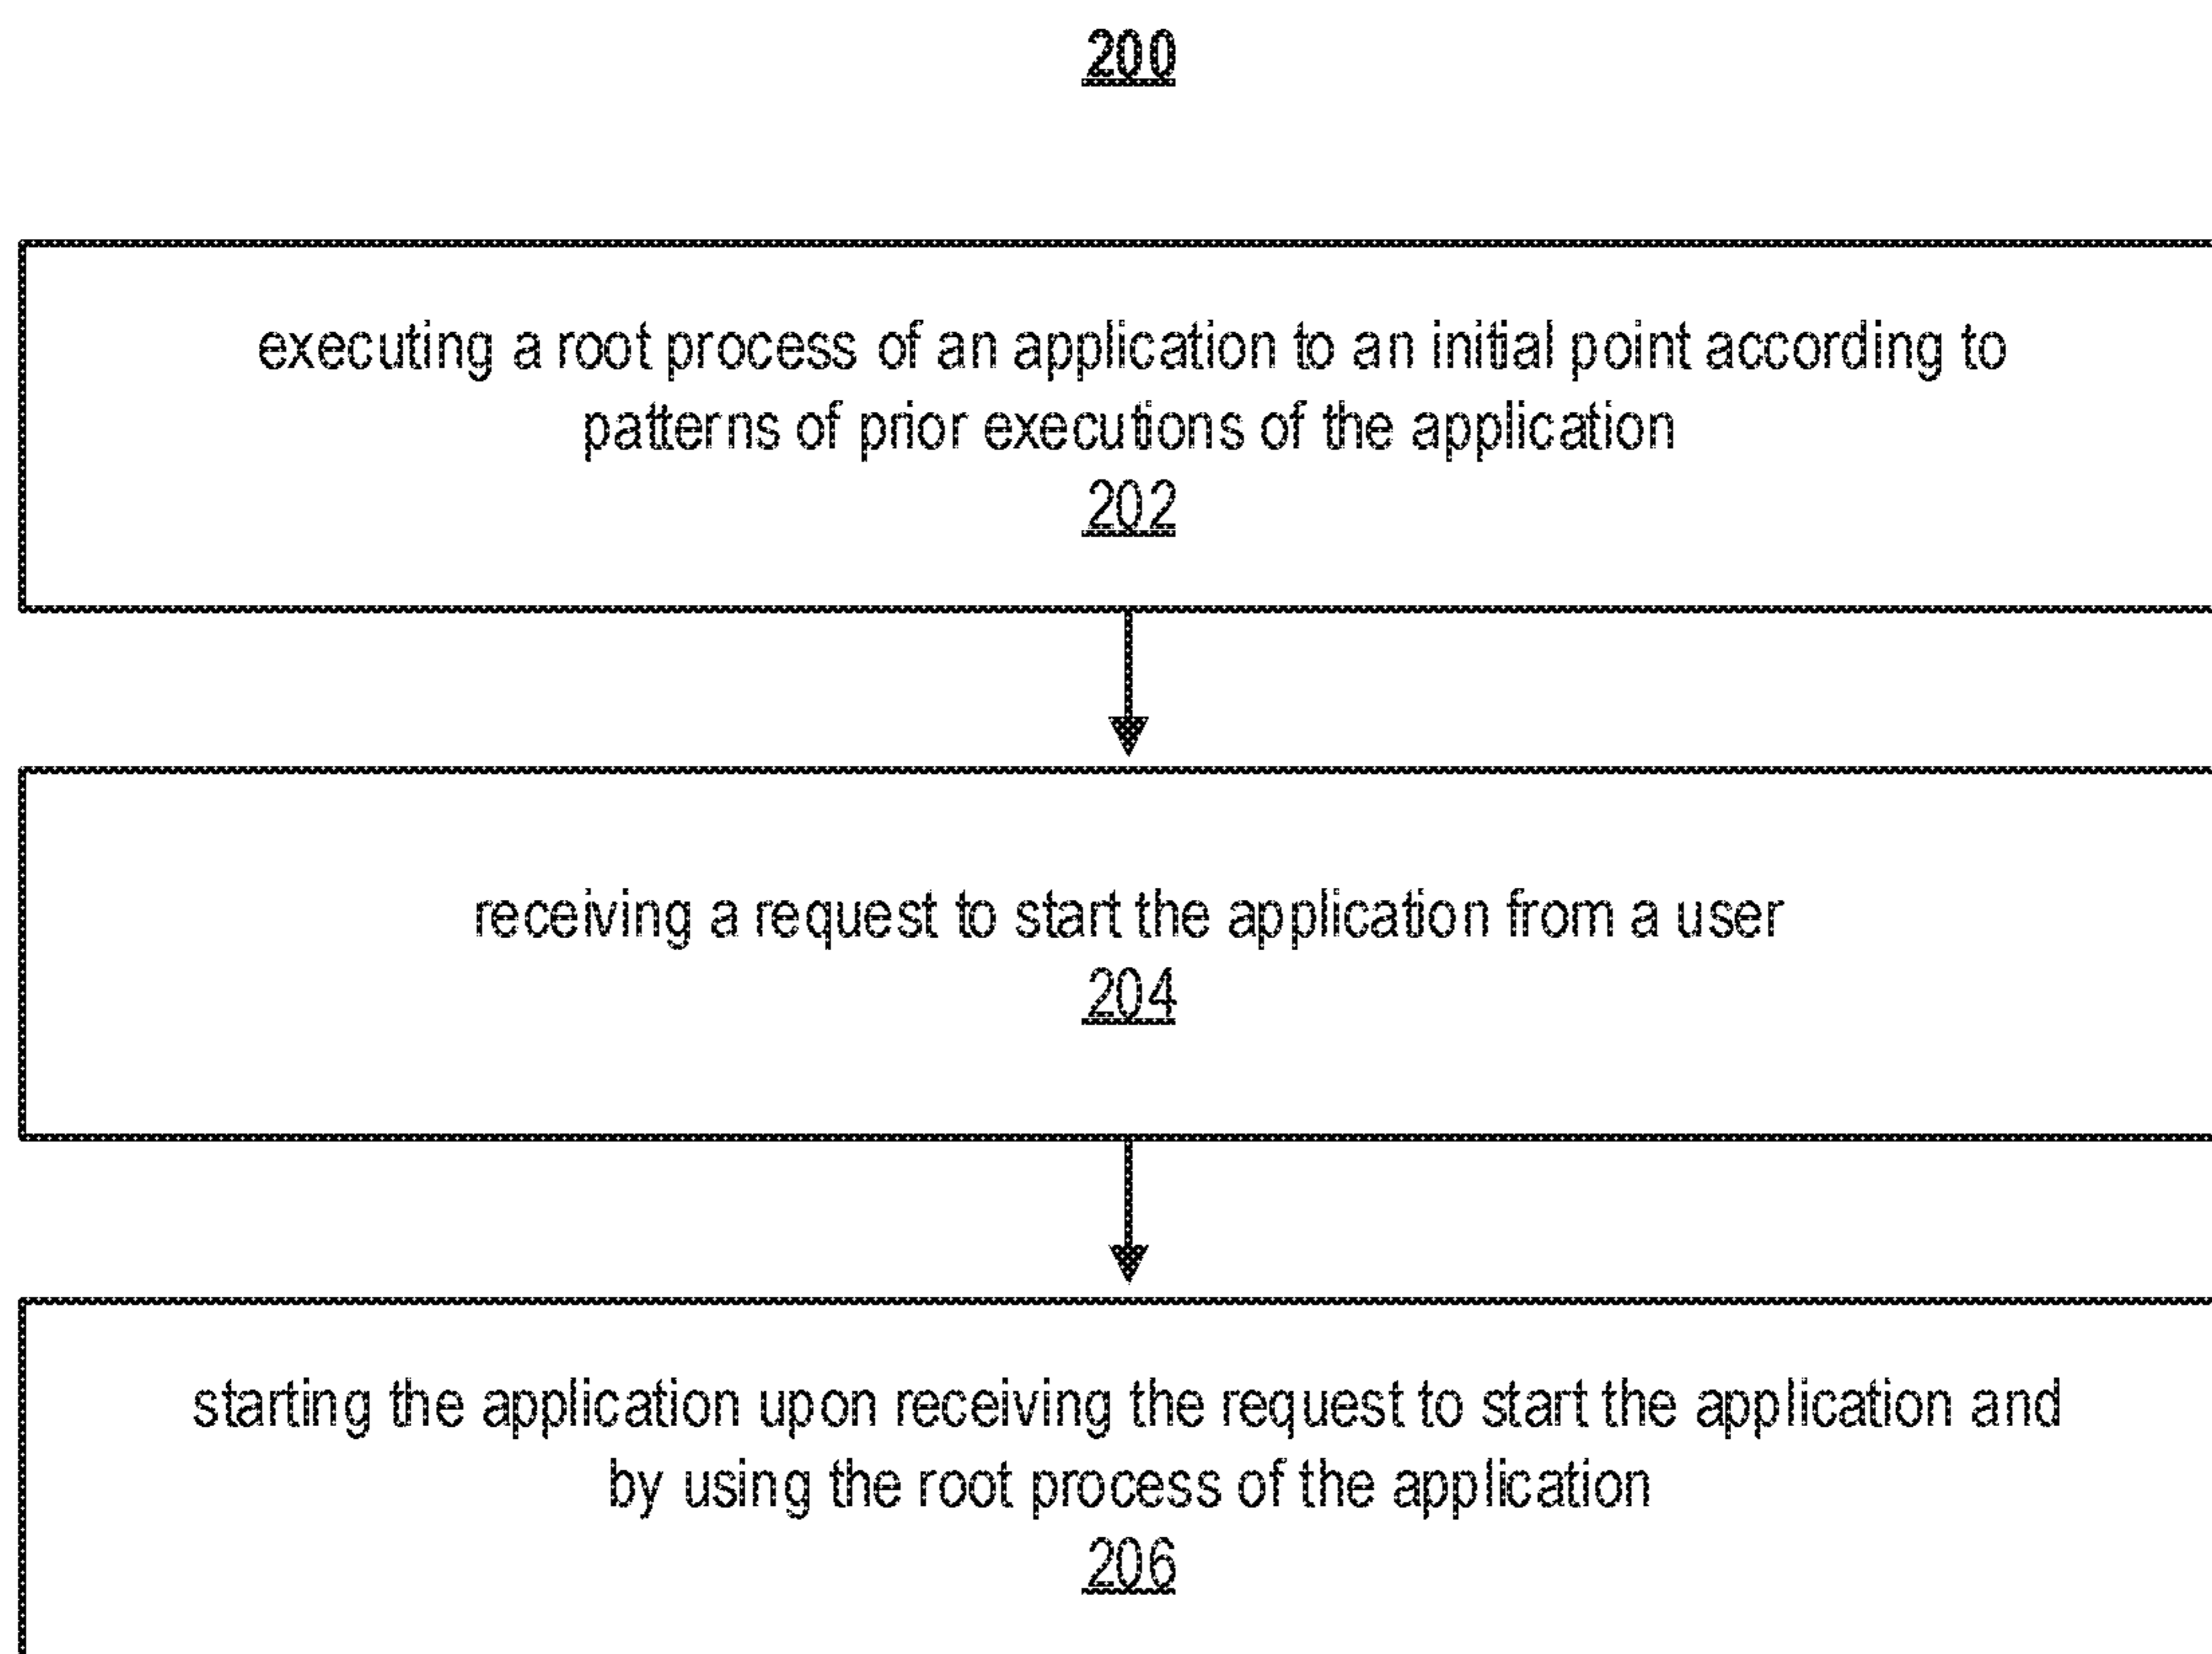 200
executing a root process of an application to an initial point according to
patterns of prior executions of the application
202
receiving a request to start the application from a user
204
starting the application upon receiving the request to start the application and
by using the root process of the application
206